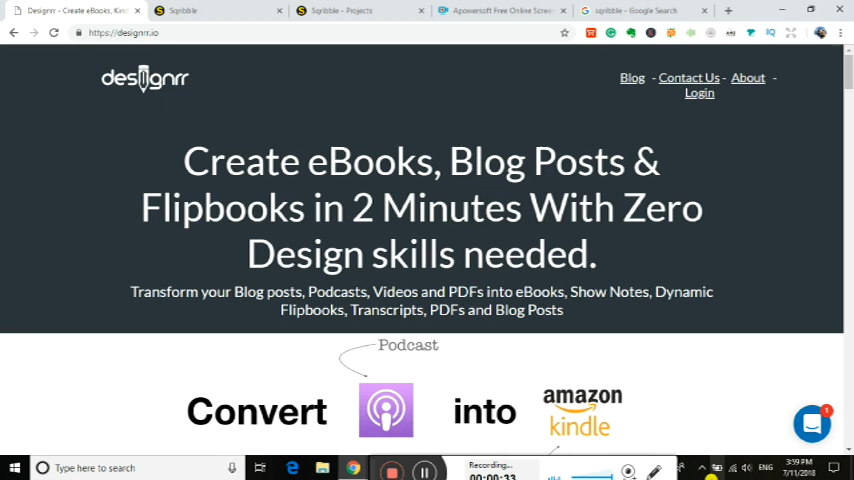 Designrr - Create eBooks, Kind
Sqribble
Sqribble - Projects
Apowersoft Free Online Screen
sqribble - Google Search
https://designrr.io
designrr
Blog - Contact Us - About -
Login
Create eBooks, Blog Posts &
Flipbooks in 2 Minutes With Zero
Design skills needed.
Transform your Blog posts, Podcasts, Videos and PDFs into eBooks, Show Notes, Dynamic
Flipbooks, Transcripts, PDFs and Blog Posts
Podcast
Convert into amazon kindle
1
Type here to search
Recording...
00:00:33
ENG
3:59 PM
7/11/2018